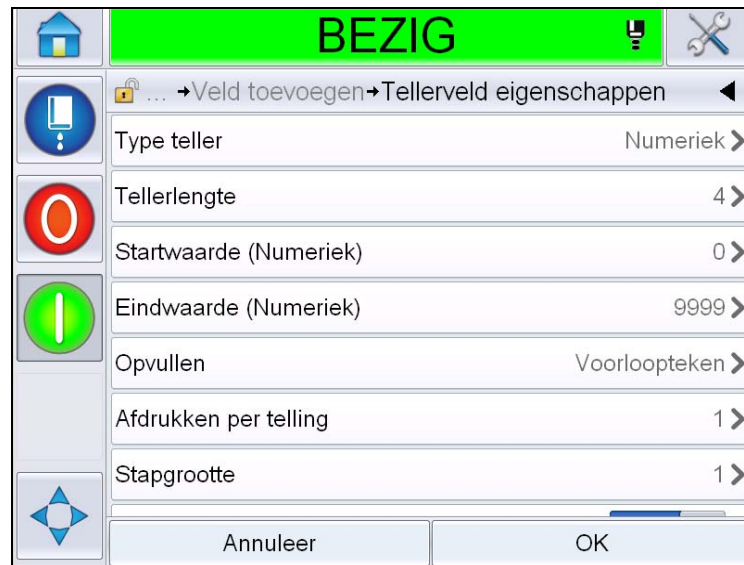 BEZIG
... →Veld toevoegen→Tellerveld eigenschappen
Type teller Numeriek
Tellerlengte 4
Startwaarde (Numeriek) 0
Eindwaarde (Numeriek) 9999
Opvullen Voorloopteken
Afdrukken per telling 1
Stapgrootte 1
Annuleer OK